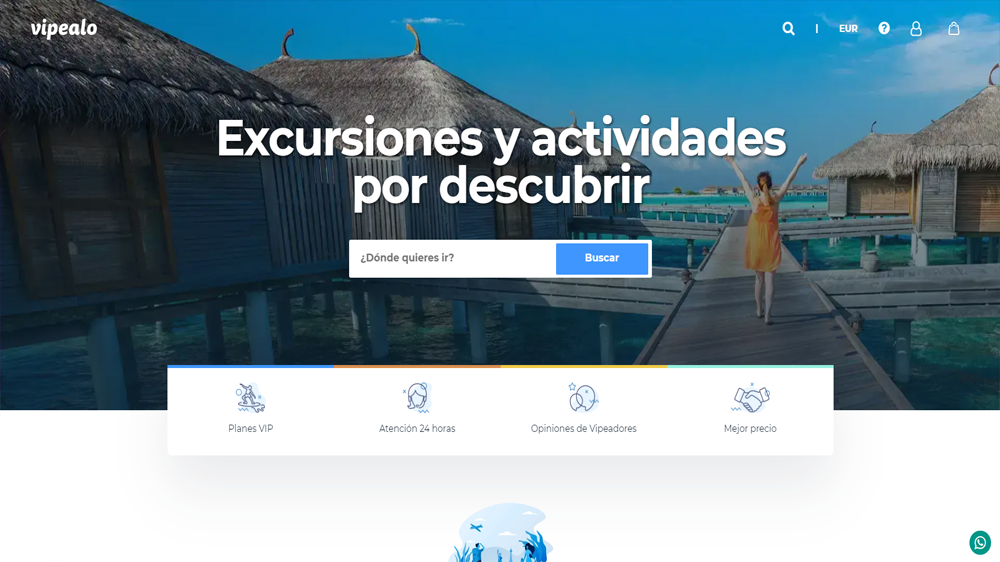 vipealo
EUR
Excursiones y actividades
por descubrir
¿Dónde quieres ir?
Buscar
Planes VIP
Atención 24 horas
Opiniones de Vipeadores
Mejor precio